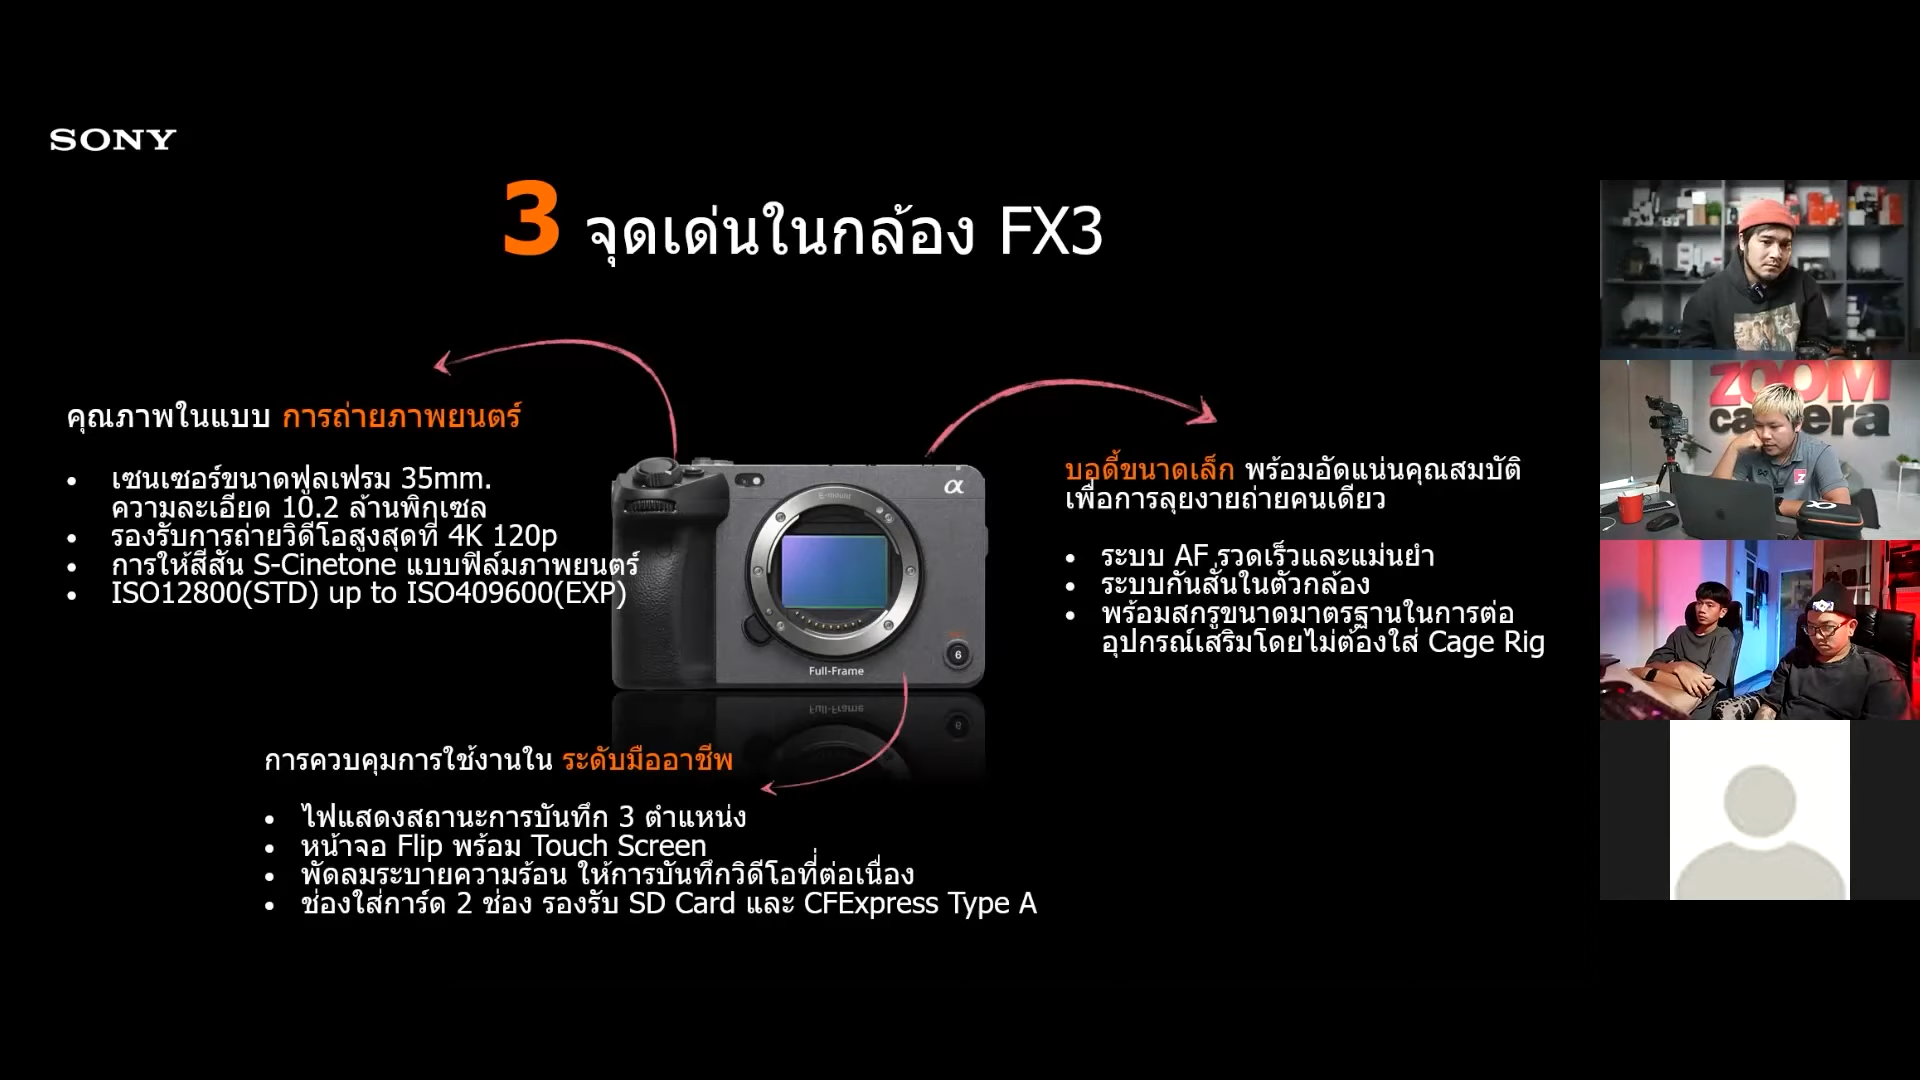 SONY
3 จุดเด่นในกล้อง FX3
คุณภาพในแบบ การถ่ายภาพยนตร์
• เซนเซอร์ขนาดฟูลเฟรม 35mm.
ความละเอียด 10.2 ล้านพิกเซล
• รองรับการถ่ายวิดีโอสูงสุดที่ 4K 120p
• การให้สีสัน S-Cinetone แบบฟิล์มภาพยนตร์
• ISO12800(STD) up to ISO409600(EXP)
บอดี้ขนาดเล็ก พร้อมอัดแน่นคุณสมบัติ
เพื่อการลุยงายถ่ายคนเดียว
• ระบบ AF รวดเร็วและแม่นยำ
• ระบบกันสั่นในตัวกล้อง
• พร้อมสกรูขนาดมาตรฐานในการต่อ
อุปกรณ์เสริมโดยไม่ต้องใส่ Cage Rig
α
E-mount
6
Full-Frame
Full-Frame
การควบคุมการใช้งานใน ระดับมืออาชีพ
• ไฟแสดงสถานะการบันทึก 3 ตำแหน่ง
• หน้าจอ Flip พร้อม Touch Screen
• พัดลมระบายความร้อน ให้การบันทึกวิดีโอที่ต่อเนื่อง
• ช่องใส่การ์ด 2 ช่อง รองรับ SD Card และ CFExpress Type A
ZOOM
camera